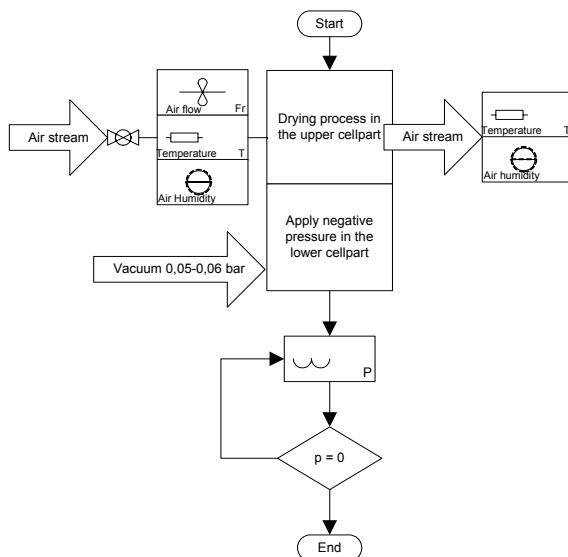 Start
Air flow
Fr
Air stream
Temperature
T
Air Humidity
Drying process in
the upper cellpart
Air stream
Temperature
T
Air humidity
Apply negative
pressure in the
lower cellpart
Vacuum 0,05-0,06 bar
P
p = 0
End